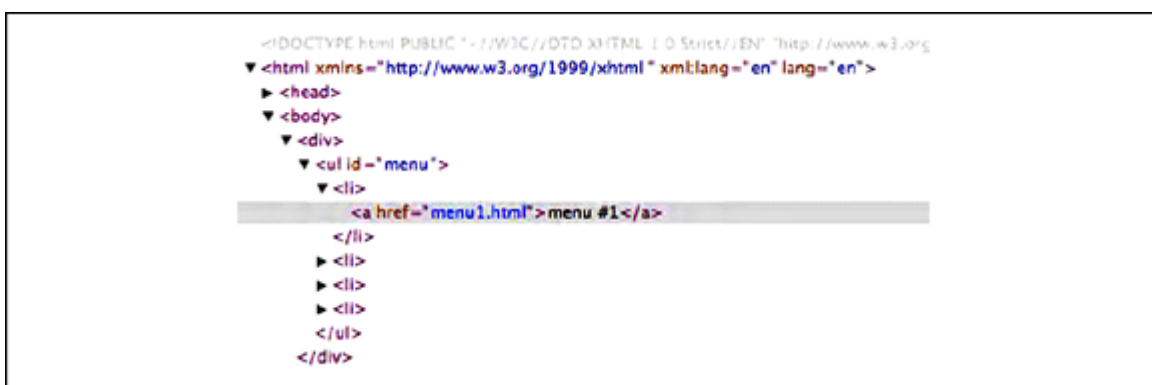 <!DOCTYPE html PUBLIC "-//W3C//DTD XHTML 1.0 Strict//EN" "http://www.w3.org
▼ <html xmlns="http://www.w3.org/1999/xhtml" xml:lang="en" lang="en">
▶ <head>
▼ <body>
▼ <div>
▼ <ul id="menu">
▼ <li>
<a href="menu1.html">menu #1</a>
</li>
▶ <li>
▶ <li>
▶ <li>
</ul>
</div>